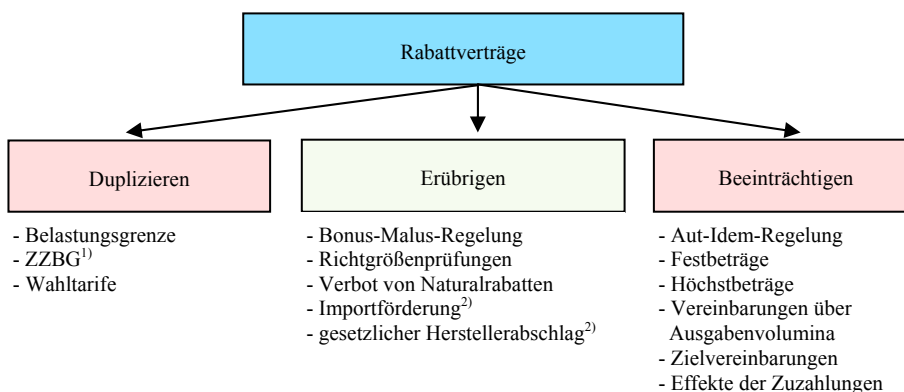 Rabattverträge
Duplizieren
- Belastungsgrenze
- ZZBG1)
- Wahltarife
Erübrigen
- Bonus-Malus-Regelung
- Richtgrößenprüfungen
- Verbot von Naturalrabatten
- Importförderung2)
- gesetzlicher Herstellerabschlag2)
Beeinträchtigen
- Aut-Idem-Regelung
- Festbeträge
- Höchstbeträge
- Vereinbarungen über
Ausgabenvolumina
- Zielvereinbarungen
- Effekte der Zuzahlungen